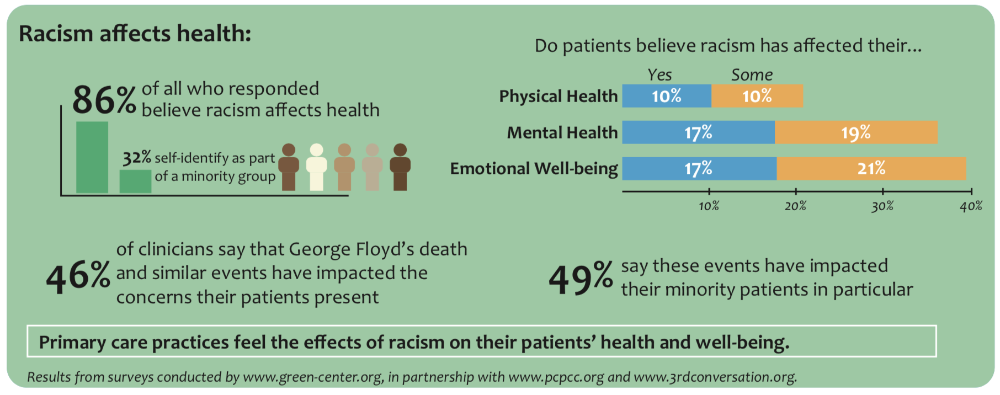 Racism affects health:
86% of all who responded
believe racism affects health
32% self-identify as part
of a minority group
Do patients believe racism has affected their...
Yes Some
Physical Health 10% 10%
Mental Health 17% 19%
Emotional Well-being 17% 21%
10% 20% 30% 40%
46%
of clinicians say that George Floyd’s death
and similar events have impacted the
concerns their patients present
49%
say these events have impacted
their minority patients in particular
Primary care practices feel the effects of racism on their patients’ health and well-being.
Results from surveys conducted by www.green-center.org, in partnership with www.pcpcc.org and www.3rdconversation.org.